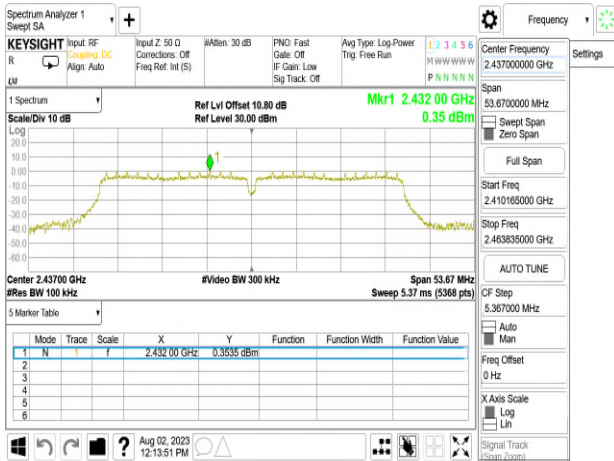 Spectrum Analyzer 1
Swept SA
+
Frequency
KEYSIGHT
R
Input: RF
Coupling: DC
Align: Auto
Input Z: 50 Ω
Corrections: Off
Freq Ref: Int (S)
#Atten: 30 dB
PNO: Fast
Gate: Off
IF Gain: Low
Sig Track: Off
Avg Type: Log-Power
Trig: Free Run
1 2 3 4 5 6
M W W W W W
P N N N N N
Center Frequency
2.437000000 GHz
Settings
Span
53.6700000 MHz
Swept Span
Zero Span
Full Span
Start Freq
2.410165000 GHz
Stop Freq
2.463835000 GHz
AUTO TUNE
CF Step
5.367000 MHz
Auto
Man
Freq Offset
0 Hz
X Axis Scale
Log
Lin
Signal Track
(Span Zoom)
1 Spectrum
Scale/Div 10 dB
Ref Lvl Offset 10.80 dB
Ref Level 30.00 dBm
Mkr1 2.432 00 GHz
0.35 dBm
Log
20.0
10.0
0.00
-10.0
-20.0
-30.0
-40.0
-50.0
-60.0
1
Center 2.43700 GHz
#Res BW 100 kHz
#Video BW 300 kHz
Span 53.67 MHz
Sweep 5.37 ms (5368 pts)
5 Marker Table
Mode Trace Scale X Y Function Function Width Function Value
1 N 1 f 2.432 00 GHz 0.3535 dBm
2
3
4
5
6
?
Aug 02, 2023
12:13:51 PM